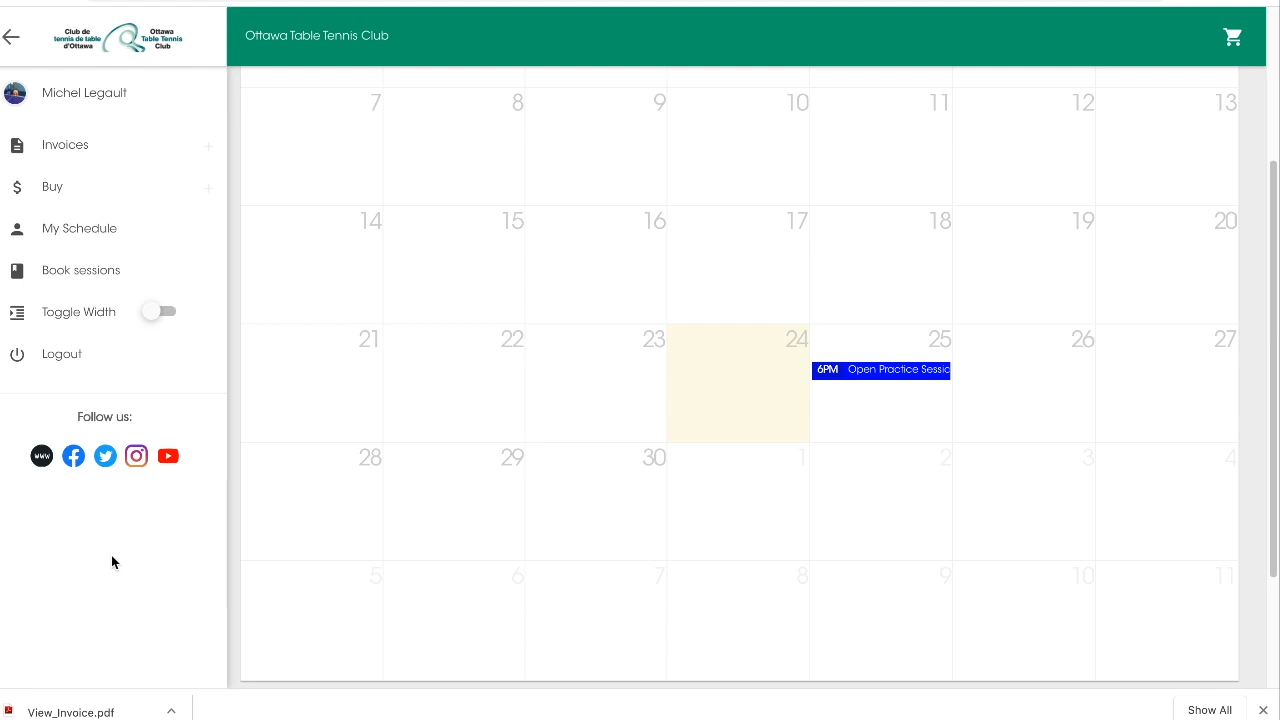 Club de
tennis de table
d'Ottawa
Ottawa
Table Tennis
Club
Ottawa Table Tennis Club
Michel Legault
Invoices +
Buy +
My Schedule
Book sessions
Toggle Width
Logout
Follow us:
www
7 8 9 10 11 12 13
14 15 16 17 18 19 20
21 22 23 24 25 26 27
6PM Open Practice Sessic
28 29 30 1 2 3 4
5 6 7 8 9 10 11
View_Invoice.pdf
Show All